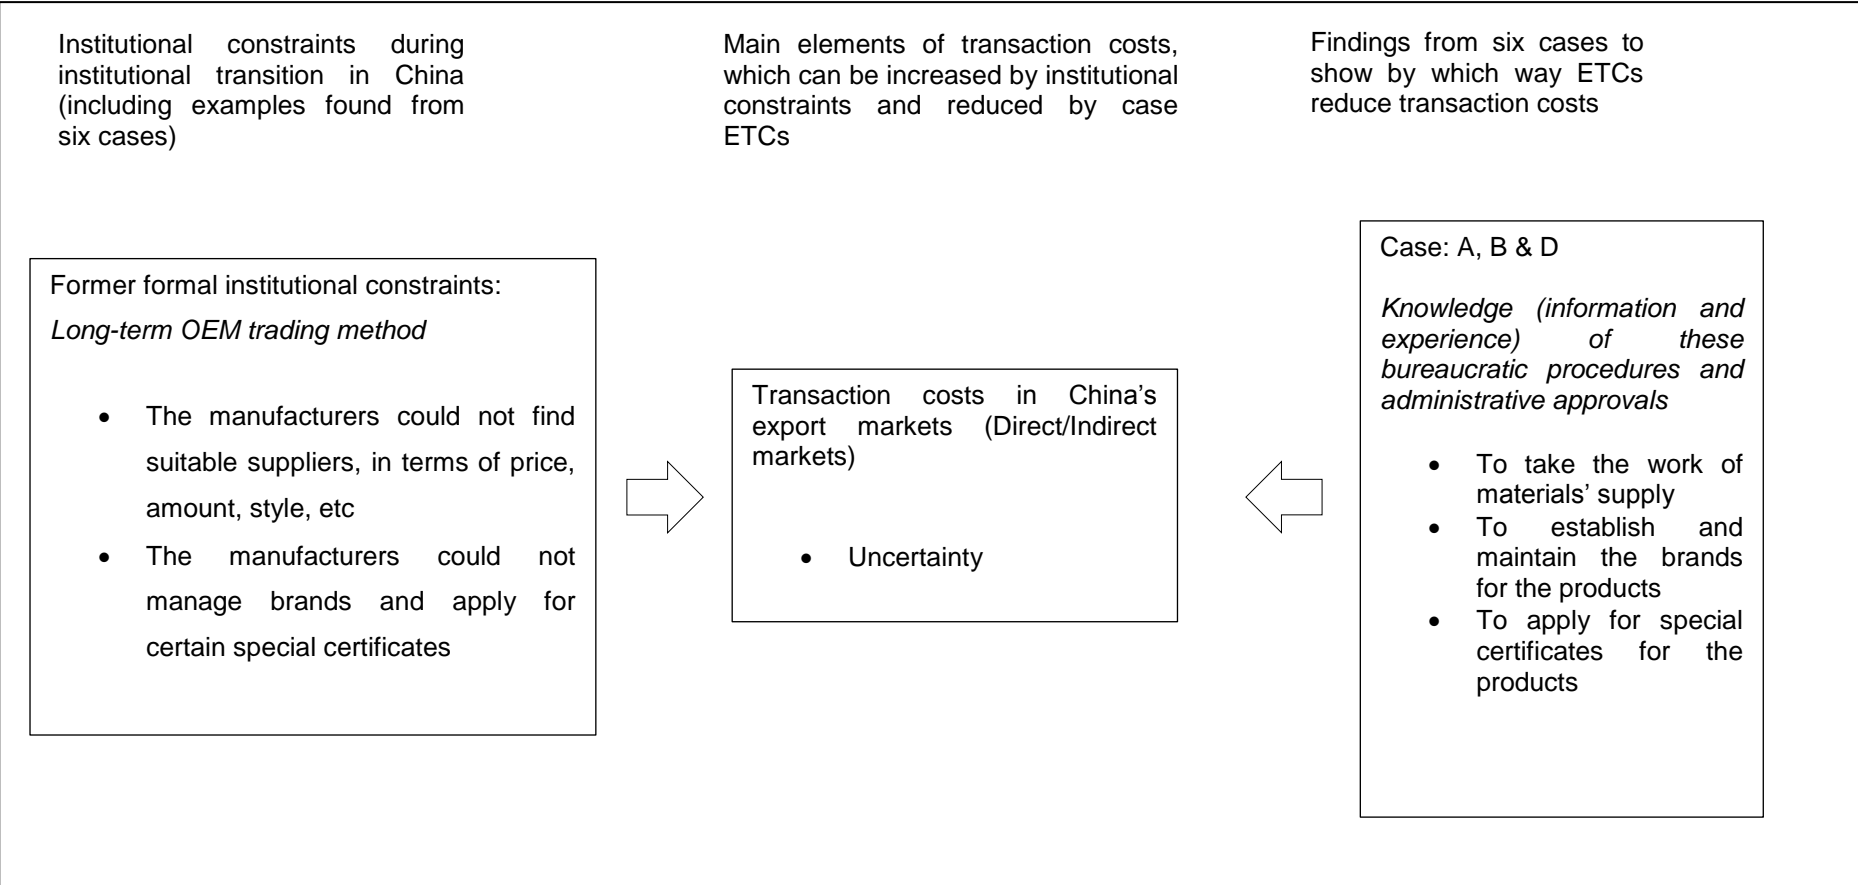 Institutional constraints during
institutional transition in China
(including examples found from
six cases)
Main elements of transaction costs,
which can be increased by institutional
constraints and reduced by case
ETCs
Findings from six cases to
show by which way ETCs
reduce transaction costs
Former formal institutional constraints:
Long-term OEM trading method
• The manufacturers could not find
suitable suppliers, in terms of price,
amount, style, etc
• The manufacturers could not
manage brands and apply for
certain special certificates
Transaction costs in China’s
export markets (Direct/Indirect
markets)
• Uncertainty
Case: A, B & D
Knowledge (information and
experience) of these
bureaucratic procedures and
administrative approvals
• To take the work of
materials’ supply
• To establish and
maintain the brands
for the products
• To apply for special
certificates for the
products